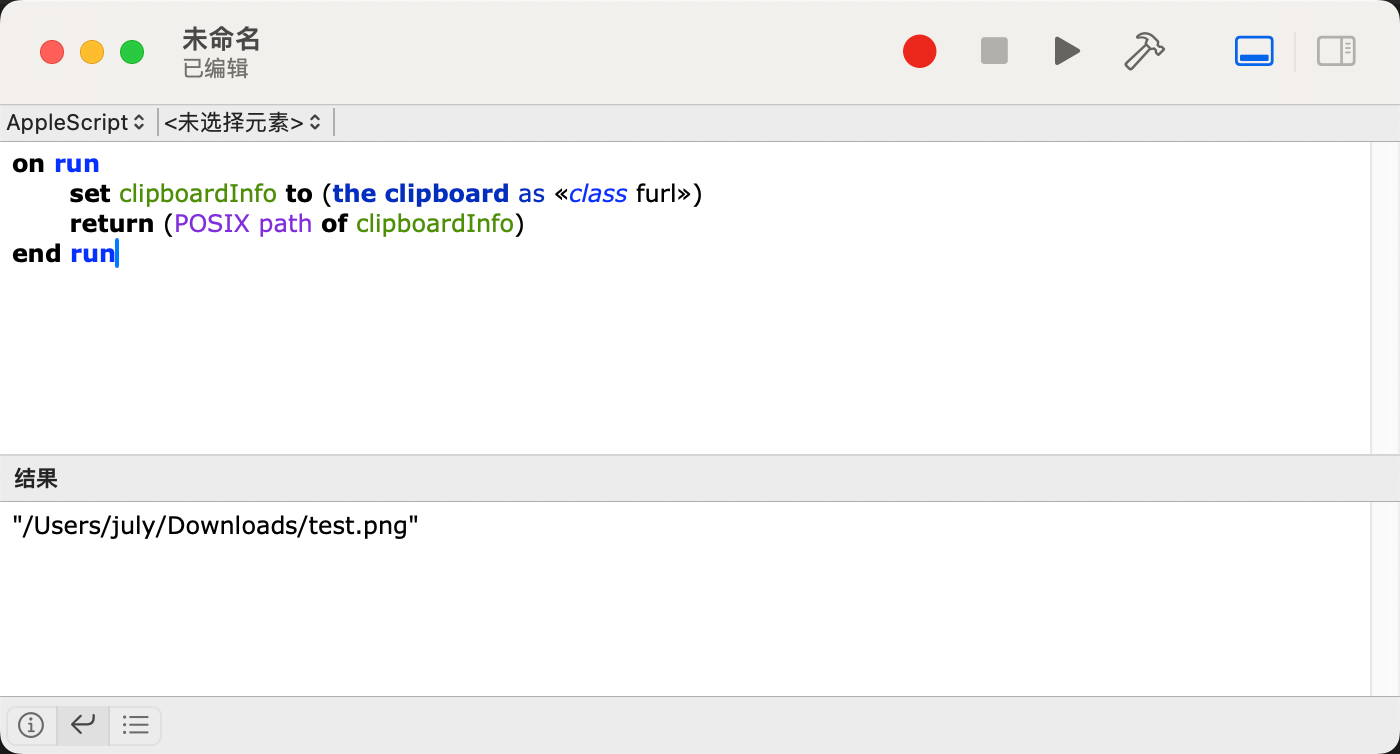 未命名
已编辑
AppleScript <未选择元素>
on run
set clipboardInfo to (the clipboard as «class furl»)
return (POSIX path of clipboardInfo)
end run
结果
"/Users/july/Downloads/test.png"